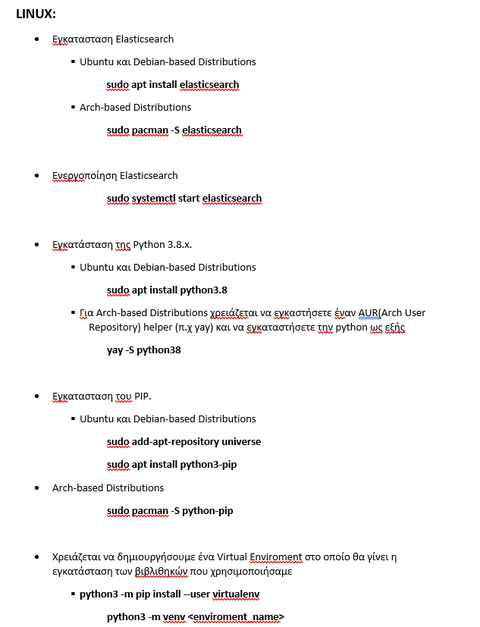 LINUX:
• Εγκατασταση Elasticsearch
▪ Ubuntu και Debian-based Distributions
sudo apt install elasticsearch
▪ Arch-based Distributions
sudo pacman -S elasticsearch
• Ενεργοποίηση Elasticsearch
sudo systemctl start elasticsearch
• Εγκατάσταση της Python 3.8.x.
▪ Ubuntu και Debian-based Distributions
sudo apt install python3.8
▪ Για Arch-based Distributions χρειάζεται να εγκαστήσετε έναν AUR(Arch User
Repository) helper (π.χ yay) και να εγκαταστήσετε την python ως εξής
yay -S python38
• Εγκατασταση του PIP.
▪ Ubuntu και Debian-based Distributions
sudo add-apt-repository universe
sudo apt install python3-pip
• Arch-based Distributions
sudo pacman -S python-pip
• Χρειάζεται να δημιουργήσουμε ένα Virtual Enviroment στο οποίο θα γίνει η
εγκατάσταση των βιβλιθηκών που χρησιμοποιήσαμε
▪ python3 -m pip install --user virtualenv
python3 -m venv <enviroment_name>